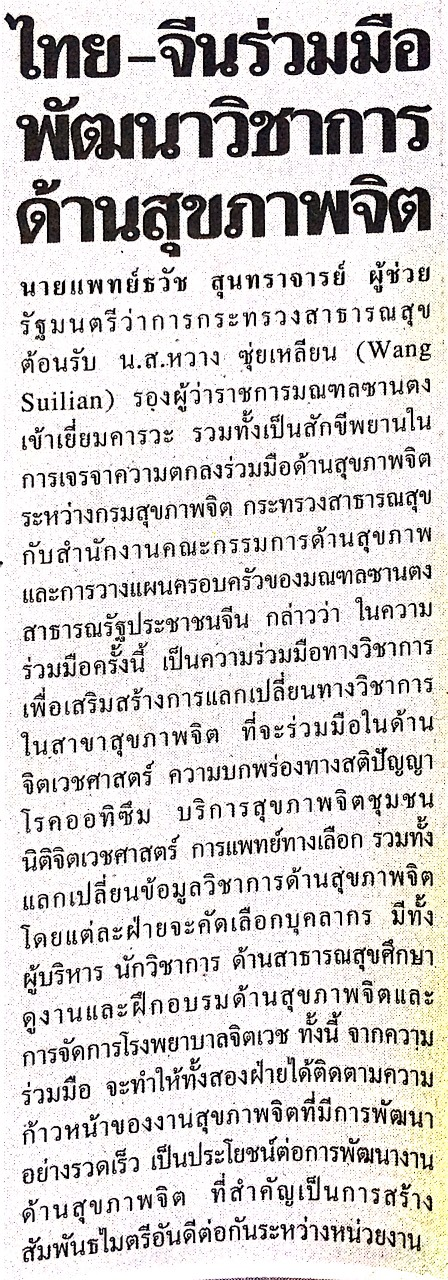 ไทย-จีนร่วมมือ
พัฒนาวิชาการ
ด้านสุขภาพจิต
นายแพทย์ธวัช สุนทราจารย์ ผู้ช่วย
รัฐมนตรีว่าการกระทรวงสาธารณสุข
ต้อนรับ น.ส.หวาง ซุ่ยเหลียน (Wang
Suilian) รองผู้ว่าราชการมณฑลซานตง
เข้าเยี่ยมคารวะ รวมทั้งเป็นสักขีพยานใน
การเจรจาความตกลงร่วมมือด้านสุขภาพจิต
ระหว่างกรมสุขภาพจิต กระทรวงสาธารณสุข
กับสำนักงานคณะกรรมการด้านสุขภาพ
และการวางแผนครอบครัวของมณฑลซานตง
สาธารณรัฐประชาชนจีน กล่าวว่า ในความ
ร่วมมือครั้งนี้ เป็นความร่วมมือทางวิชาการ
เพื่อเสริมสร้างการแลกเปลี่ยนทางวิชาการ
ในสาขาสุขภาพจิต ที่จะร่วมมือในด้าน
จิตเวชศาสตร์ ความบกพร่องทางสติปัญญา
โรคออทิซึม บริการสุขภาพจิตชุมชน
นิติจิตเวชศาสตร์ การแพทย์ทางเลือก รวมทั้ง
แลกเปลี่ยนข้อมูลวิชาการด้านสุขภาพจิต
โดยแต่ละฝ่ายจะคัดเลือกบุคลากร มีทั้ง
ผู้บริหาร นักวิชาการ ด้านสาธารณสุขศึกษา
ดูงานและฝึกอบรมด้านสุขภาพจิตและ
การจัดการโรงพยาบาลจิตเวช ทั้งนี้ จากความ
ร่วมมือ จะทำให้ทั้งสองฝ่ายได้ติดตามความ
ก้าวหน้าของงานสุขภาพจิตที่มีการพัฒนา
อย่างรวดเร็ว เป็นประโยชน์ต่อการพัฒนางาน
ด้านสุขภาพจิต ที่สำคัญเป็นการสร้าง
สัมพันธไมตรีอันดีต่อกันระหว่างหน่วยงาน